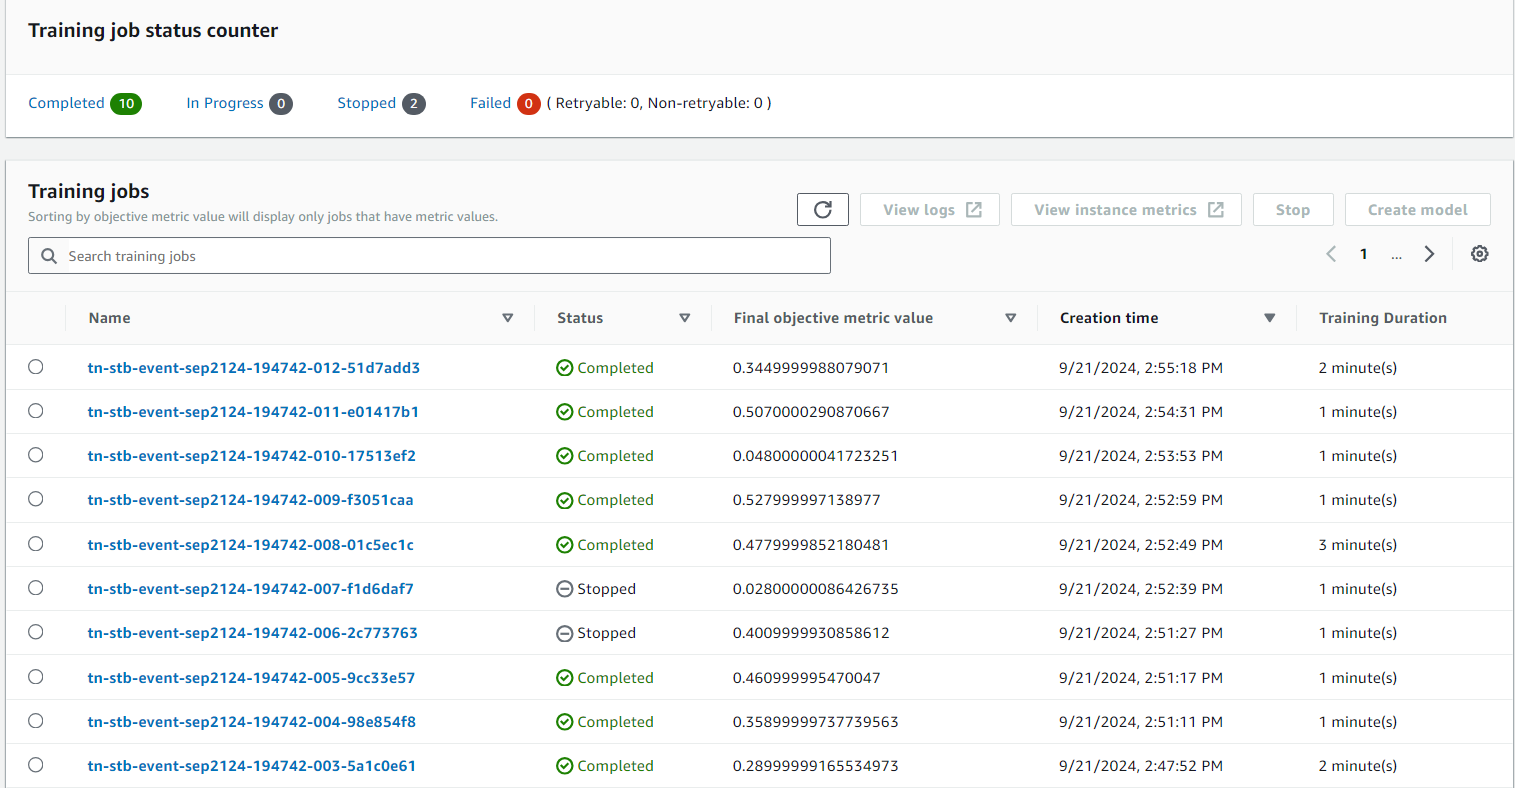 Training job status counter
Completed 10 In Progress 0 Stopped 2 Failed 0 ( Retryable: 0, Non-retryable: 0 )
Training jobs
Sorting by objective metric value will display only jobs that have metric values.
View logs View instance metrics Stop Create model
Search training jobs
1 ...
Name Status Final objective metric value Creation time Training Duration
tn-stb-event-sep2124-194742-012-51d7add3 Completed 0.3449999988079071 9/21/2024, 2:55:18 PM 2 minute(s)
tn-stb-event-sep2124-194742-011-e01417b1 Completed 0.5070000290870667 9/21/2024, 2:54:31 PM 1 minute(s)
tn-stb-event-sep2124-194742-010-17513ef2 Completed 0.04800000041723251 9/21/2024, 2:53:53 PM 1 minute(s)
tn-stb-event-sep2124-194742-009-f3051caa Completed 0.527999997138977 9/21/2024, 2:52:59 PM 1 minute(s)
tn-stb-event-sep2124-194742-008-01c5ec1c Completed 0.4779999852180481 9/21/2024, 2:52:49 PM 3 minute(s)
tn-stb-event-sep2124-194742-007-f1d6daf7 Stopped 0.02800000086426735 9/21/2024, 2:52:39 PM 1 minute(s)
tn-stb-event-sep2124-194742-006-2c773763 Stopped 0.4009999930858612 9/21/2024, 2:51:27 PM 1 minute(s)
tn-stb-event-sep2124-194742-005-9cc33e57 Completed 0.460999995470047 9/21/2024, 2:51:17 PM 1 minute(s)
tn-stb-event-sep2124-194742-004-98e854f8 Completed 0.35899999737739563 9/21/2024, 2:51:11 PM 1 minute(s)
tn-stb-event-sep2124-194742-003-5a1c0e61 Completed 0.28999999165534973 9/21/2024, 2:47:52 PM 2 minute(s)